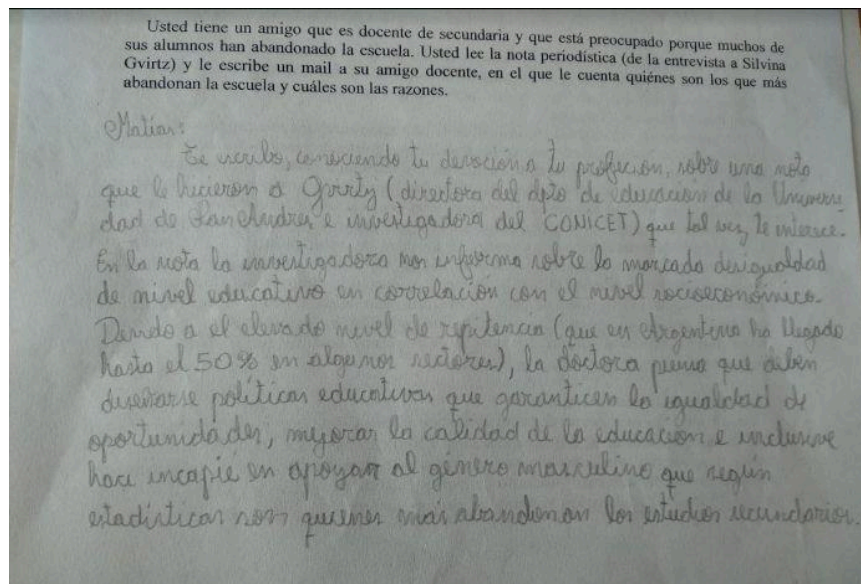 Usted tiene un amigo que es docente de secundaria y que está preocupado porque muchos de
sus alumnos han abandonado la escuela. Usted lee la nota periodística (de la entrevista a Silvina
Gvirtz) y le escribe un mail a su amigo docente, en el que le cuenta quiénes son los que más
abandonan la escuela y cuáles son las razones.
Matías:
Te escribo, conociendo tu devoción a tu profeción, sobre una nota
que le hicieron a (directora del dpto de educación de la Universi
dad de e investigadora del CONICET) que tal vez te interese.
En la nota la investigadora nos informa sobre la marcada desigualdad
de nivel educativo en correlación con el nivel socioeconómico.
a el elevado nivel de repitencia (que en Argentina ha llegado
hasta el 50% en algunos sectores), la doctora piensa que deben
diseñarse políticas educativas que garanticen la igualdad de
oportunidades, mejorar la calidad de la educación e inclusive
hace incapie en apoyar al género masculino que según
estadísticas son quienes más abandonan los estudios secundarios.